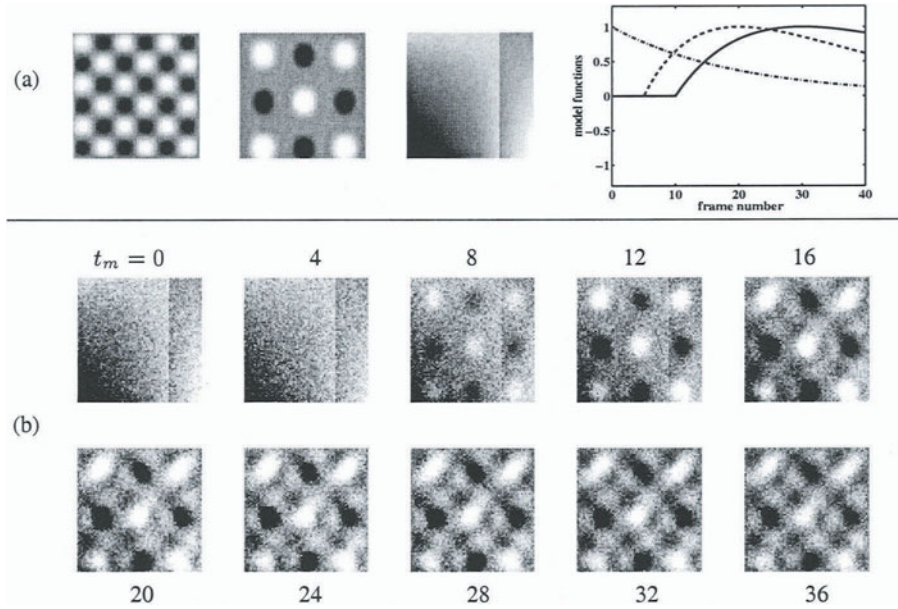 (a)
model functions
1
0.5
0
−0.5
−1
0 10 20 30 40
frame number
t_m = 0 4 8 12 16
(b)
20 24 28 32 36